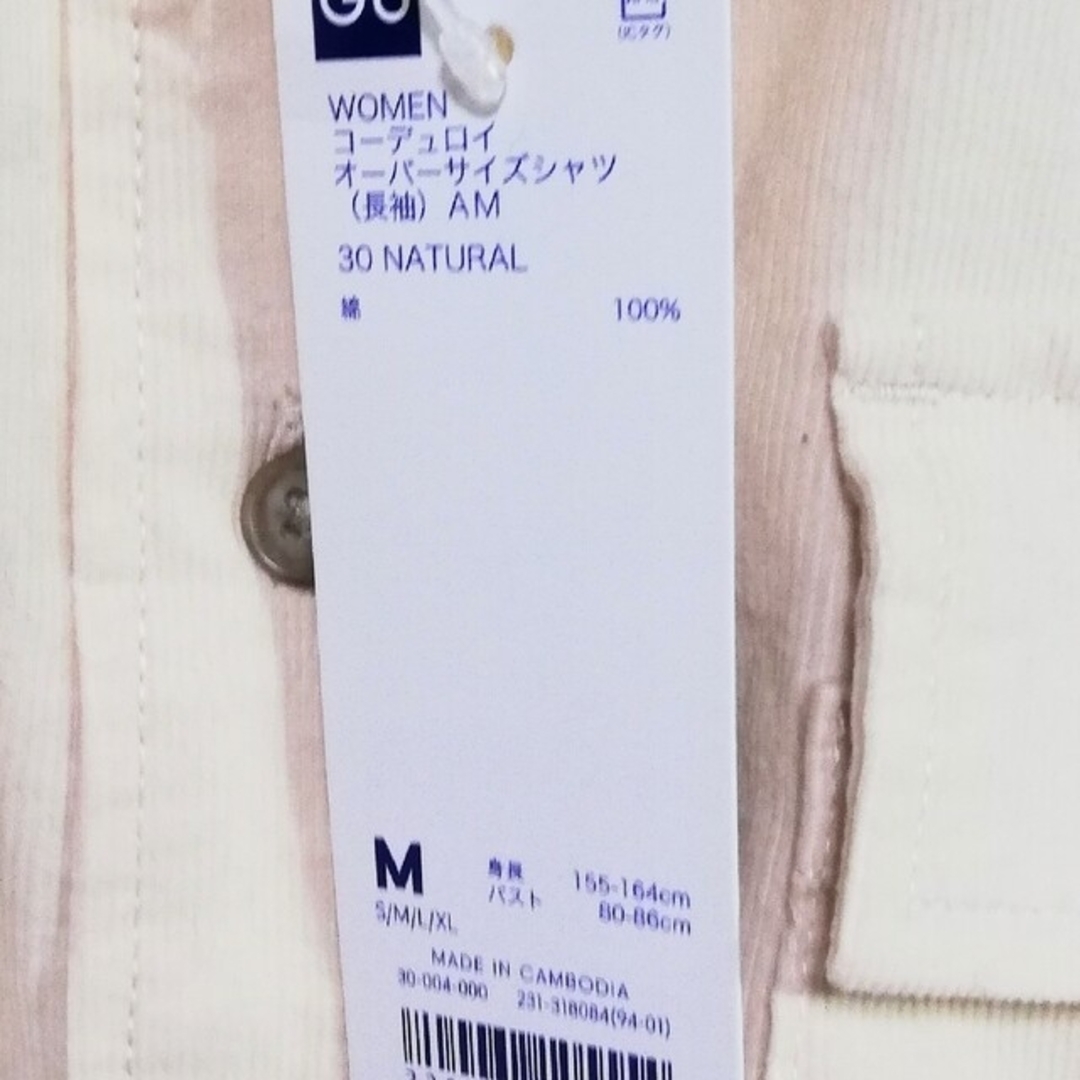 GU
(ICタグ)
WOMEN
コーデュロイ
オーバーサイズシャツ
(長袖) AM
30 NATURAL
綿 100%
M
S/M/L/XL
身長 155-164cm
バスト 80-86cm
MADE IN CAMBODIA
30-004-000 231-318084(94-01)